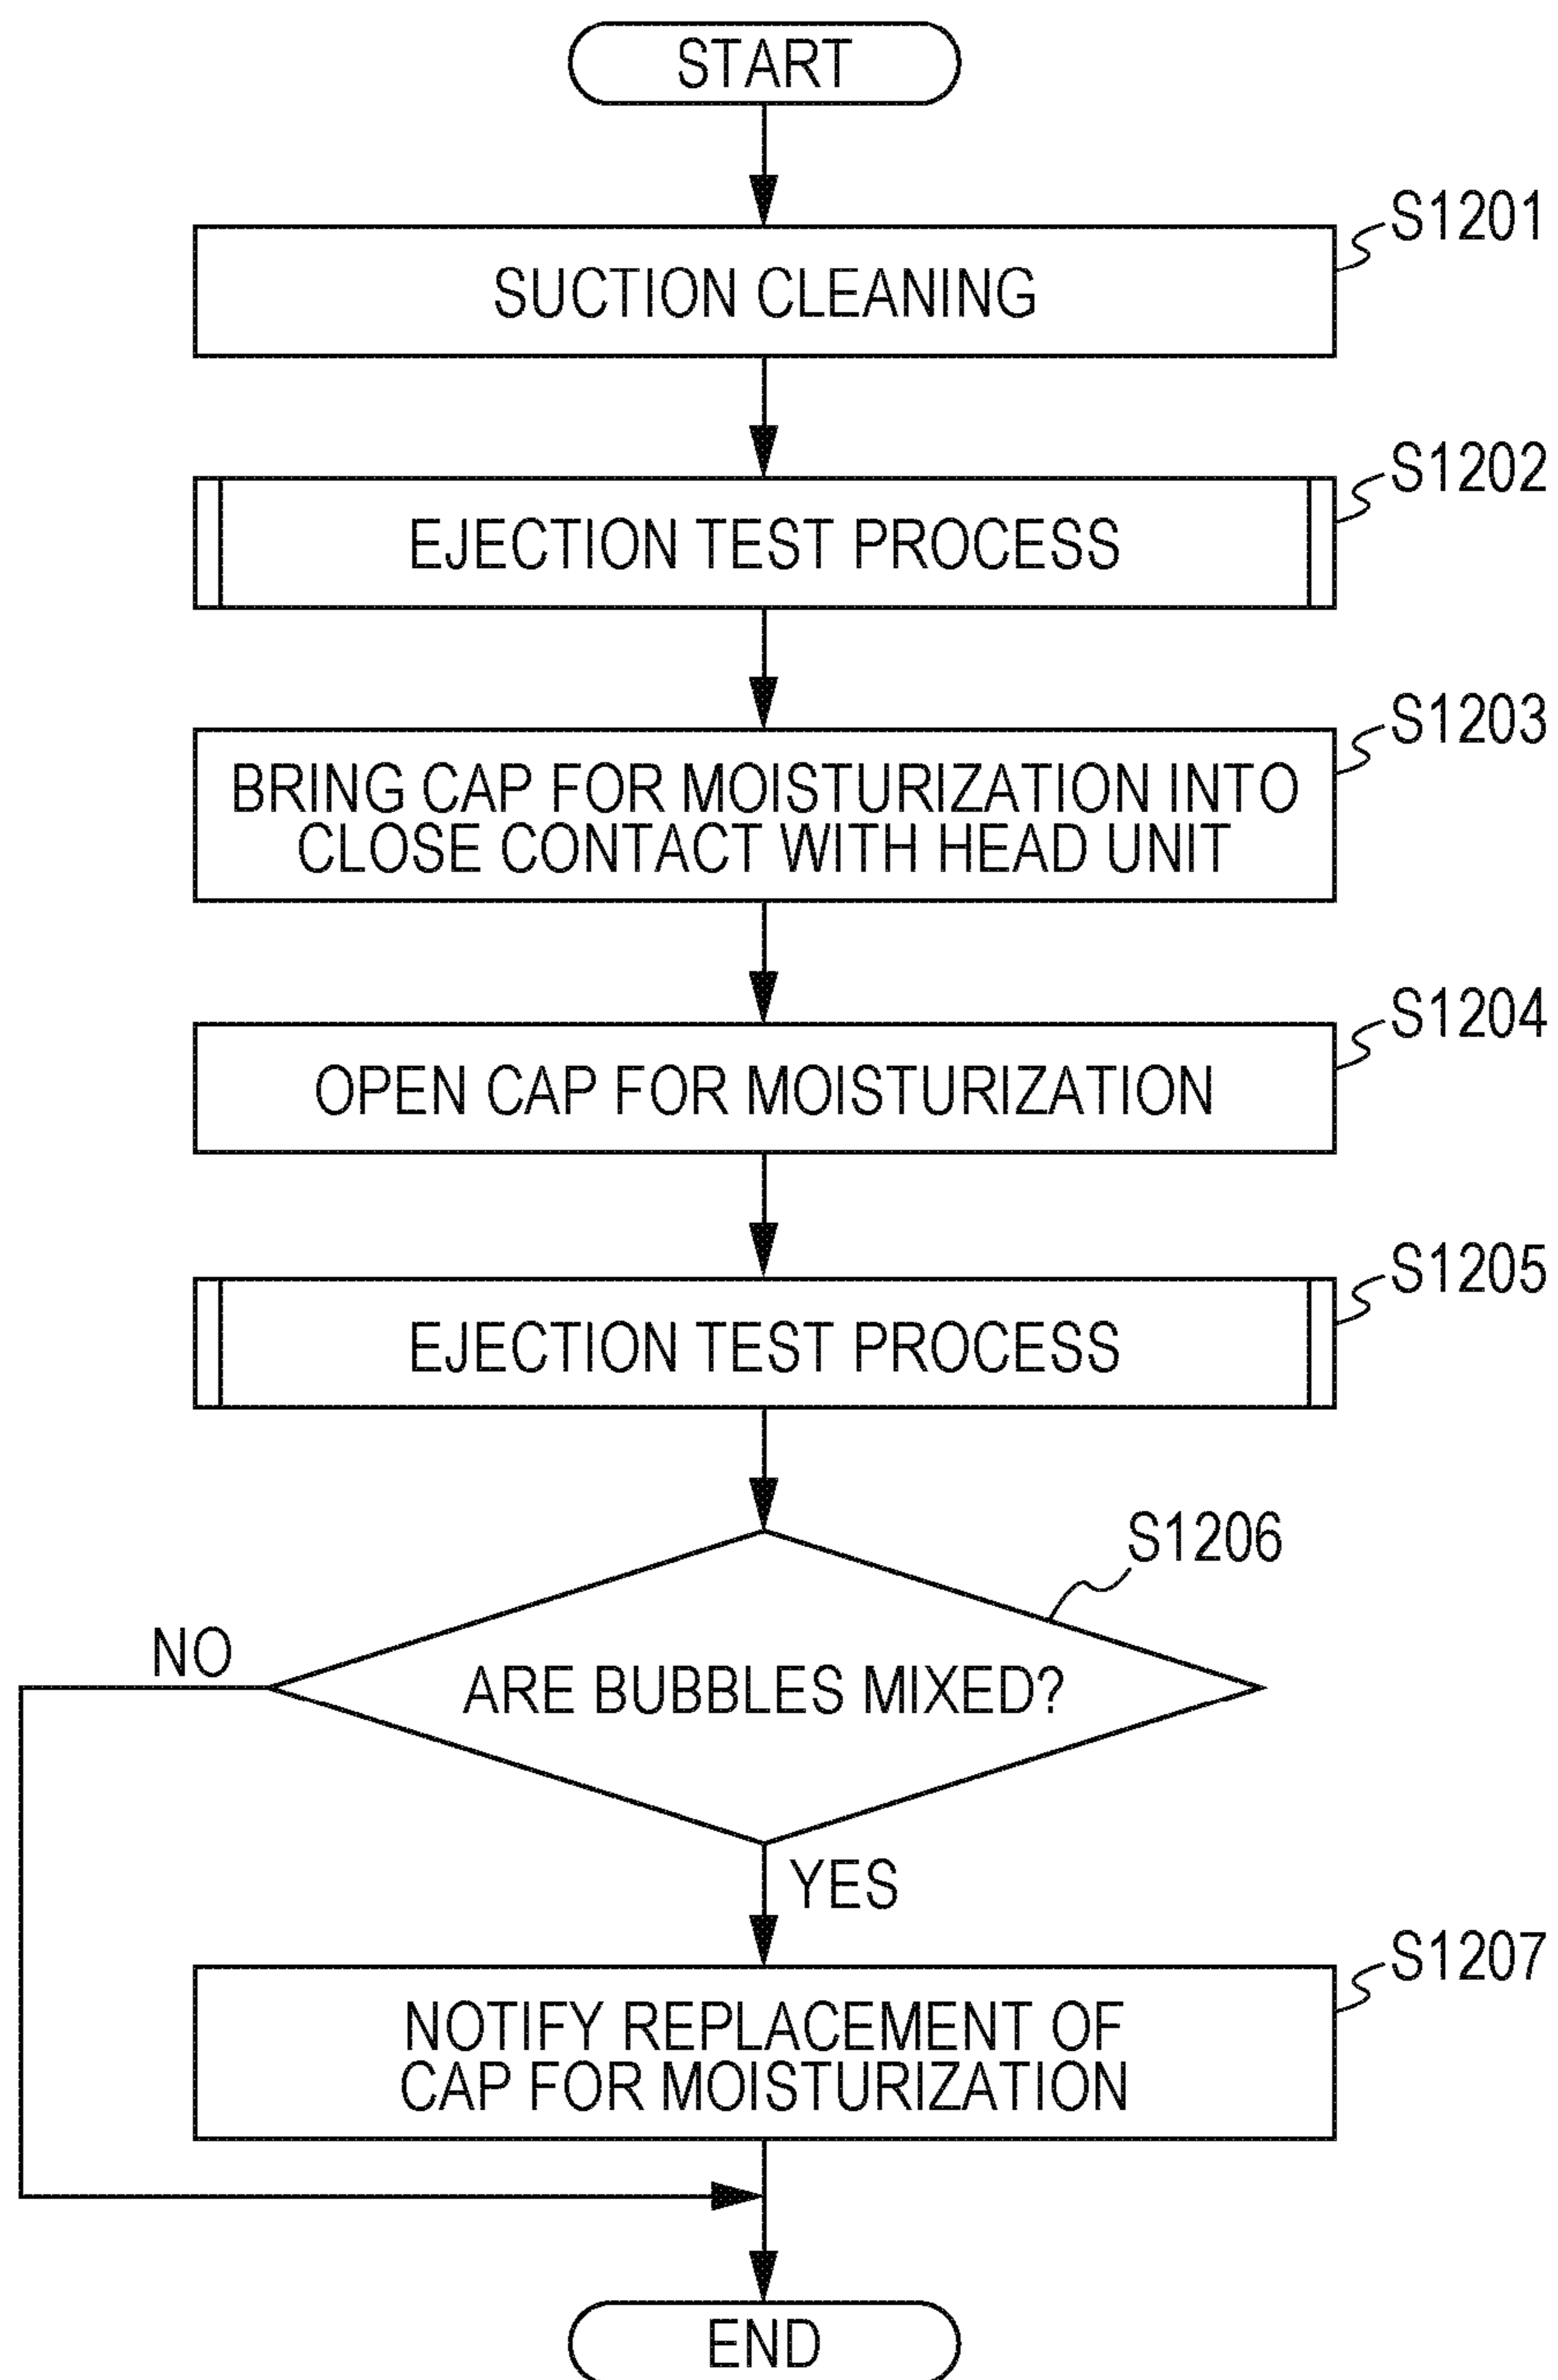 START
S1201
SUCTION CLEANING
S1202
EJECTION TEST PROCESS
S1203
BRING CAP FOR MOISTURIZATION INTO
CLOSE CONTACT WITH HEAD UNIT
S1204
OPEN CAP FOR MOISTURIZATION
S1205
EJECTION TEST PROCESS
S1206
NO
ARE BUBBLES MIXED?
YES
S1207
NOTIFY REPLACEMENT OF
CAP FOR MOISTURIZATION
END